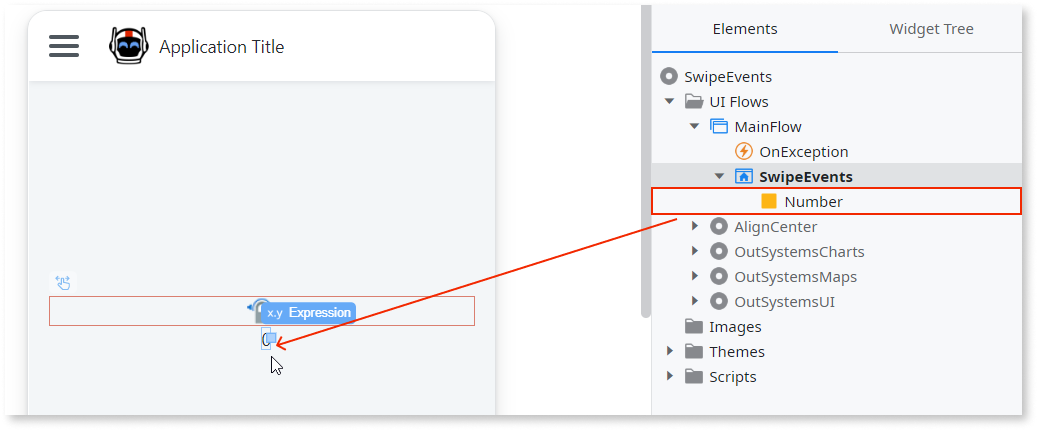 Application Title
x.y Expression
0
Elements
Widget Tree
SwipeEvents
UI Flows
MainFlow
OnException
SwipeEvents
Number
AlignCenter
OutSystemsCharts
OutSystemsMaps
OutSystemsUI
Images
Themes
Scripts